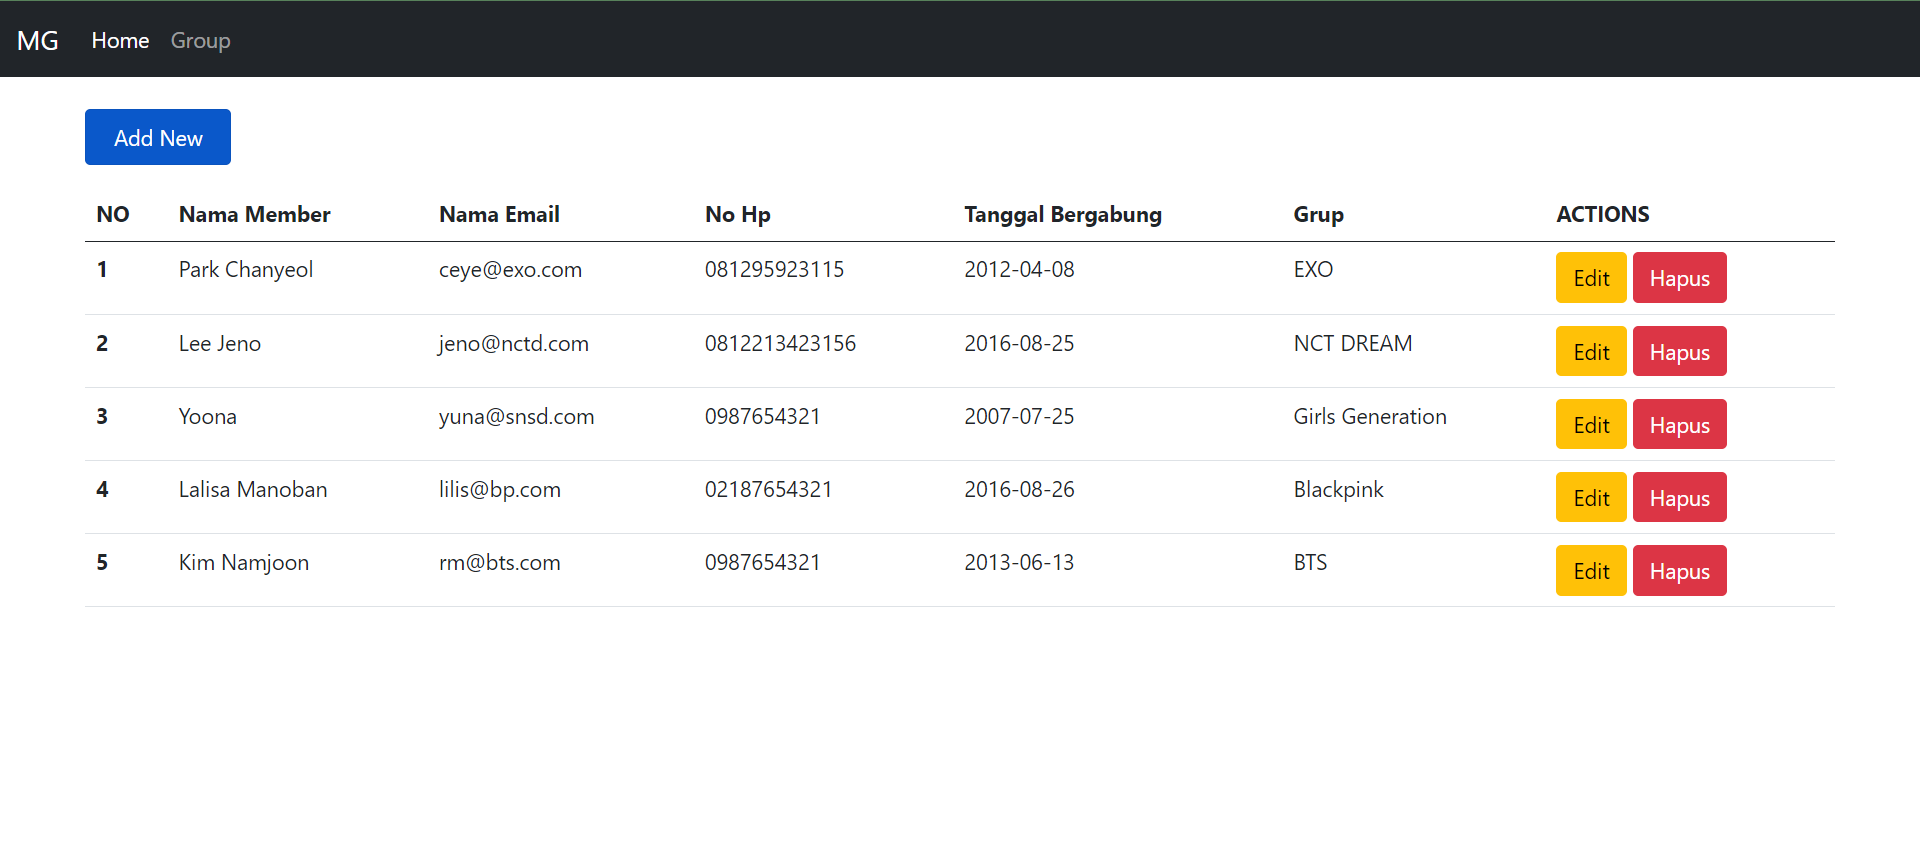 MG Home Group
Add New
NO Nama Member Nama Email No Hp Tanggal Bergabung Grup ACTIONS
1 Park Chanyeol ceye@exo.com 081295923115 2012-04-08 EXO Edit Hapus
2 Lee Jeno jeno@nctd.com 0812213423156 2016-08-25 NCT DREAM Edit Hapus
3 Yoona yuna@snsd.com 0987654321 2007-07-25 Girls Generation Edit Hapus
4 Lalisa Manoban lilis@bp.com 02187654321 2016-08-26 Blackpink Edit Hapus
5 Kim Namjoon rm@bts.com 0987654321 2013-06-13 BTS Edit Hapus